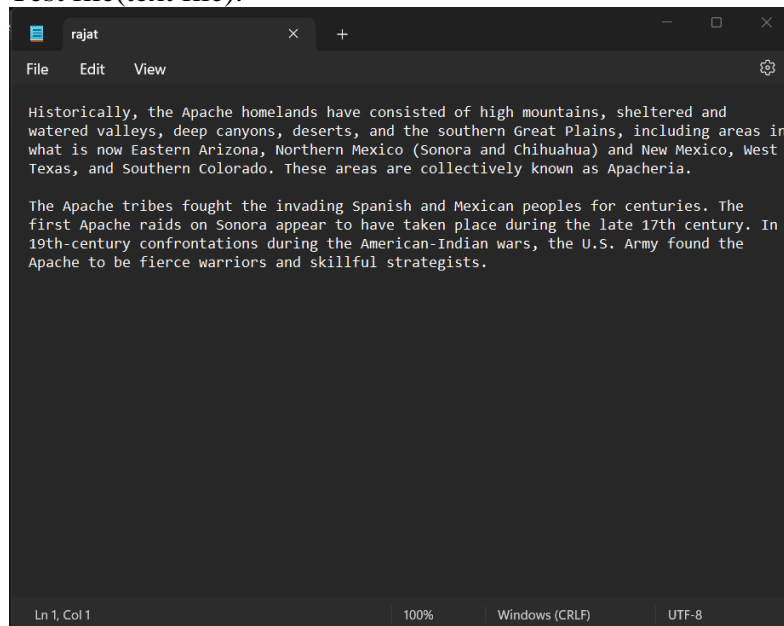 Test file(text file):
rajat
File Edit View
Historically, the Apache homelands have consisted of high mountains, sheltered and
watered valleys, deep canyons, deserts, and the southern Great Plains, including areas in
what is now Eastern Arizona, Northern Mexico (Sonora and Chihuahua) and New Mexico, West
Texas, and Southern Colorado. These areas are collectively known as Apacheria.
The Apache tribes fought the invading Spanish and Mexican peoples for centuries. The
first Apache raids on Sonora appear to have taken place during the late 17th century. In
19th-century confrontations during the American-Indian wars, the U.S. Army found the
Apache to be fierce warriors and skillful strategists.
Ln 1, Col 1 100% Windows (CRLF) UTF-8